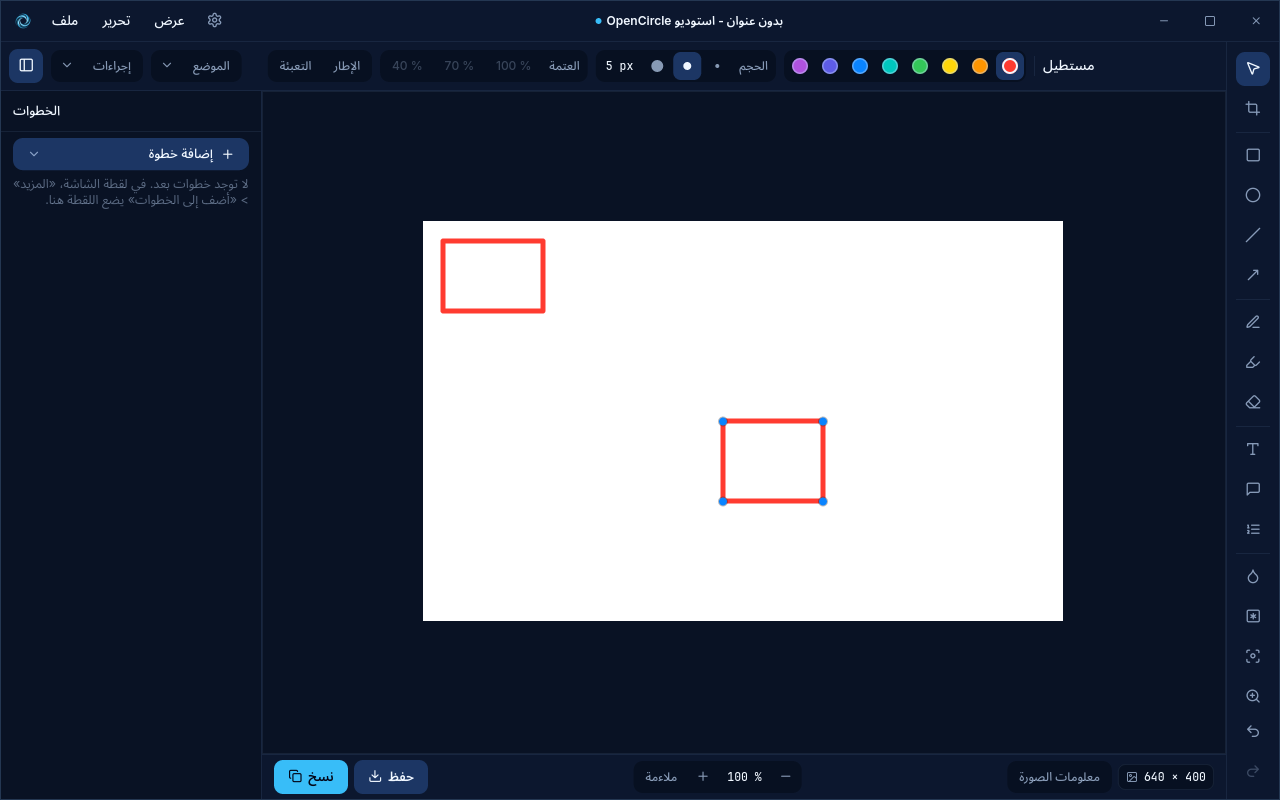 ملف
تحرير
عرض
بدون عنوان - استوديو OpenCircle
مستطيل
الحجم
5 px
العتمة
100 %
70 %
40 %
الإطار
التعبئة
الموضع
إجراءات
الخطوات
إضافة خطوة
لا توجد خطوات بعد. في لقطة الشاشة، «المزيد»
> «أضف إلى الخطوات» يضع اللقطة هنا.
نسخ
حفظ
ملاءمة
100 %
معلومات الصورة
640 × 400